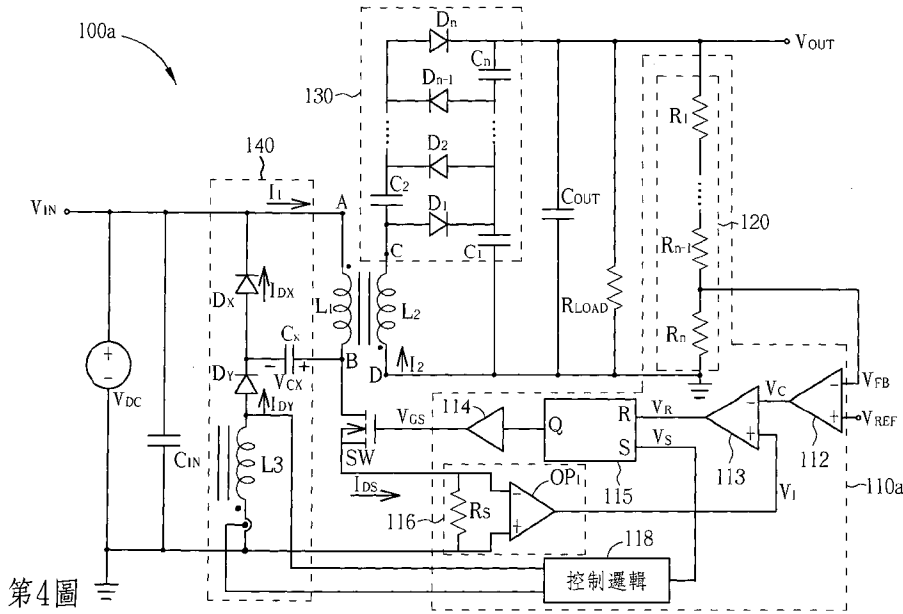 100a
Dn
Cn
VOUT
130
Dn-1
R1
140
D2
I1
C2
COUT
120
VIN
A
D1
Rn-1
C
C1
DX
IDX
L1
L2
RLOAD
Rn
CX
B
D
I2
VDC
DY
VCX
IDY
VC
VFB
VGS
114
VR
VREF
Q
R
S
VS
CIN
L3
SW
115
113
112
IDS
OP1
116
RS
VI
110a
118
控制邏輯
第4圖